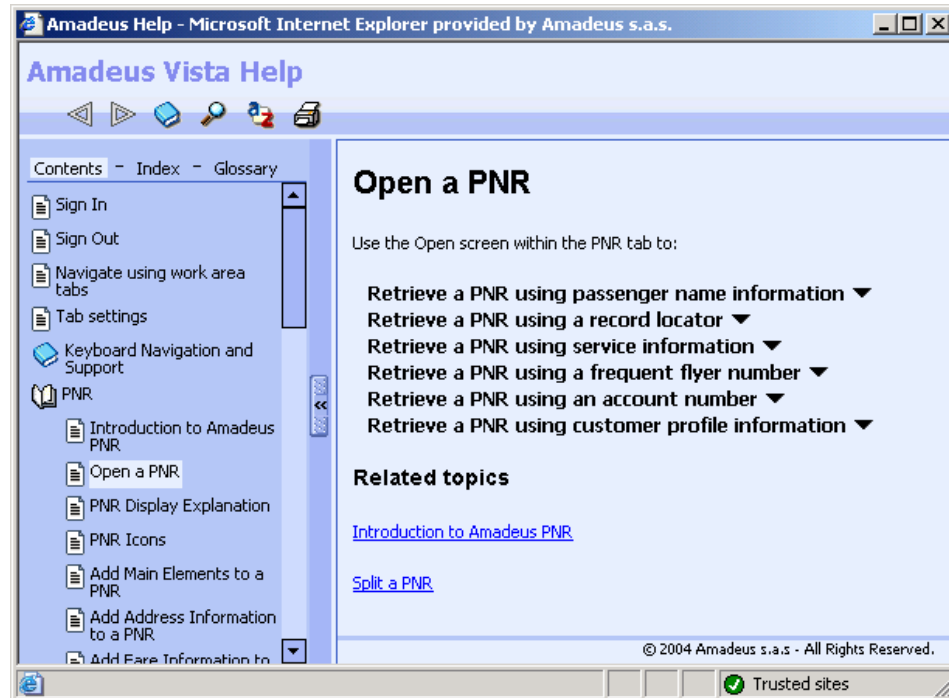 Amadeus Help - Microsoft Internet Explorer provided by Amadeus s.a.s.
Amadeus Vista Help
Contents - Index - Glossary
Sign In
Sign Out
Navigate using work area
tabs
Tab settings
Keyboard Navigation and
Support
PNR
Introduction to Amadeus
PNR
Open a PNR
PNR Display Explanation
PNR Icons
Add Main Elements to a
PNR
Add Address Information
to a PNR
Add Fare Information to
«
Open a PNR
Use the Open screen within the PNR tab to:
Retrieve a PNR using passenger name information
Retrieve a PNR using a record locator
Retrieve a PNR using service information
Retrieve a PNR using a frequent flyer number
Retrieve a PNR using an account number
Retrieve a PNR using customer profile information
Related topics
Introduction to Amadeus PNR
Split a PNR
© 2004 Amadeus s.a.s - All Rights Reserved.
Trusted sites